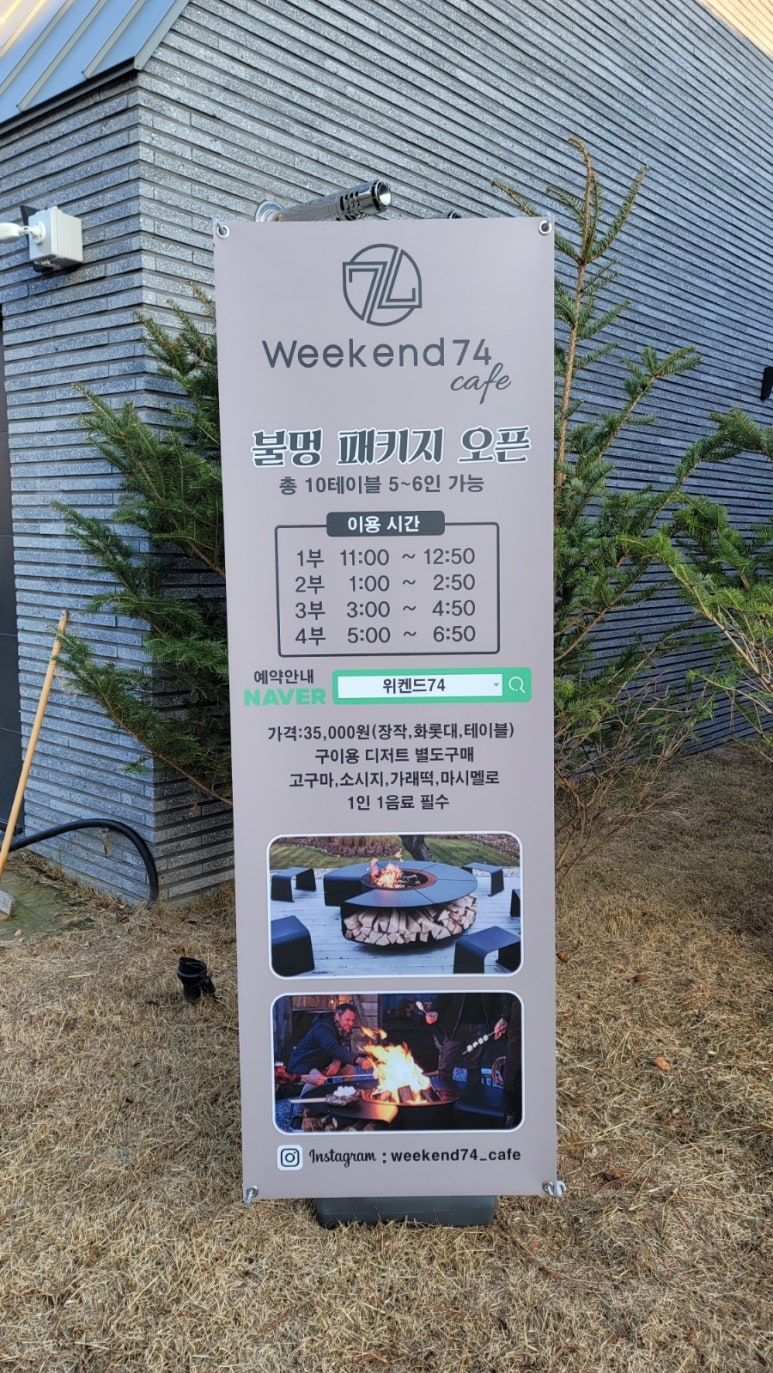 74
Weekend 74
cafe
불멍 패키지 오픈
총 10테이블 5~6인 가능
이용 시간
1부 11:00 ~ 12:50
2부 1:00 ~ 2:50
3부 3:00 ~ 4:50
4부 5:00 ~ 6:50
예약안내
NAVER 위켄드74
가격:35,000원(장작,화롯대,테이블)
구이용 디저트 별도구매
고구마,소시지,가래떡,마시멜로
1인 1음료 필수
Instagram : weekend74_cafe